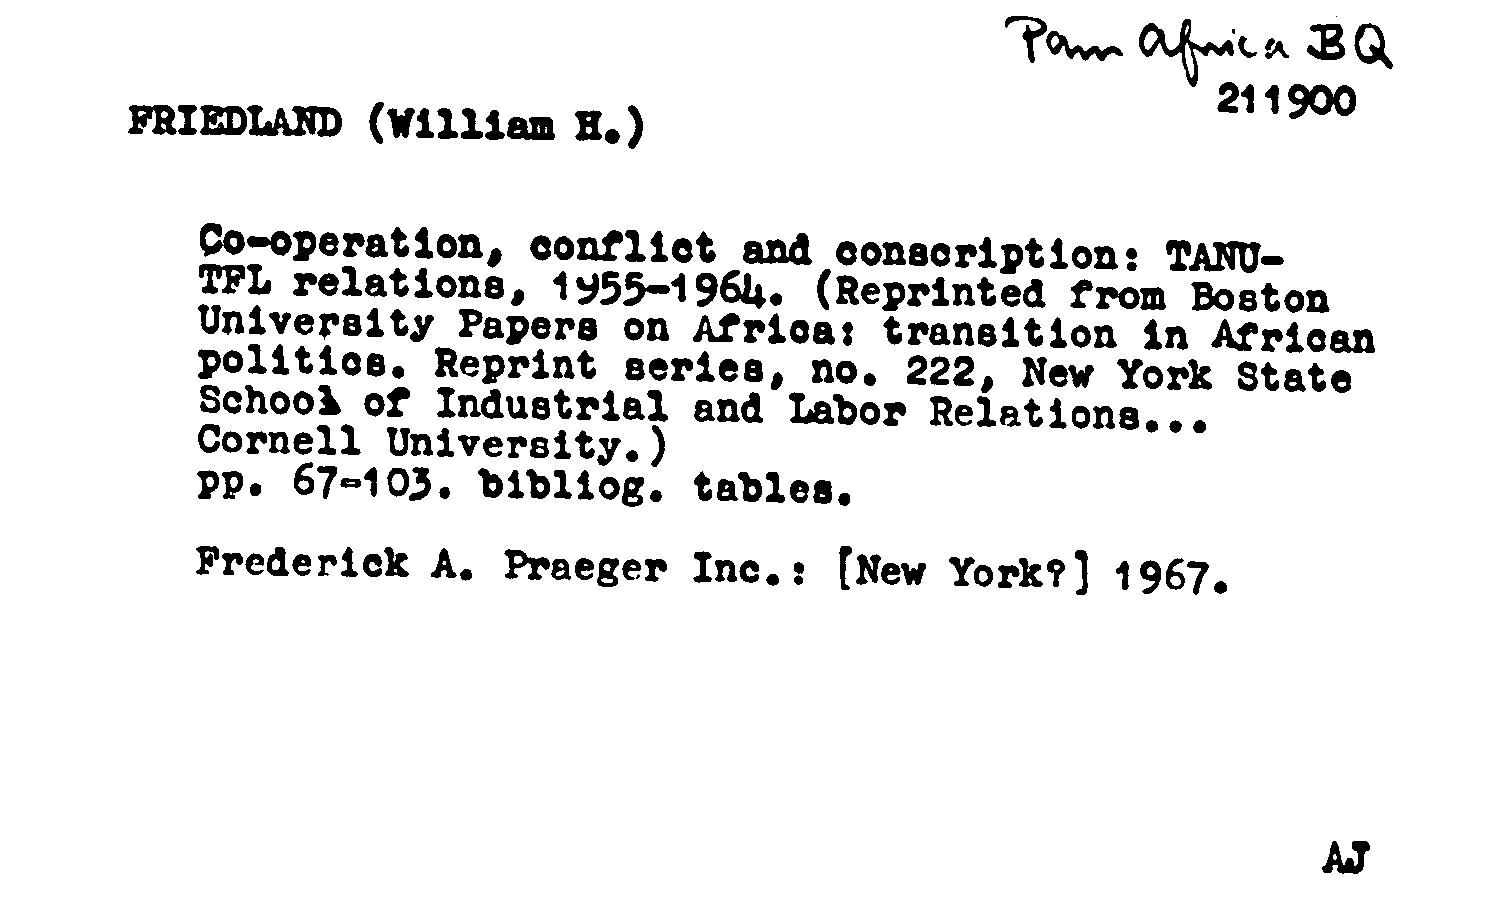 Pam Africa BQ
211900
FRIEDLAND (William H.)
Co-operation, conflict and conscription: TANU-
TFL relations, 1955-1964. (Reprinted from Boston
University Papers on Africa: transition in African
politics. Reprint series, no. 222, New York State
School of Industrial and Labor Relations...
Cornell University.)
pp. 67-103. bibliog. tables.
Frederick A. Praeger Inc.: [New York?] 1967.
AJ